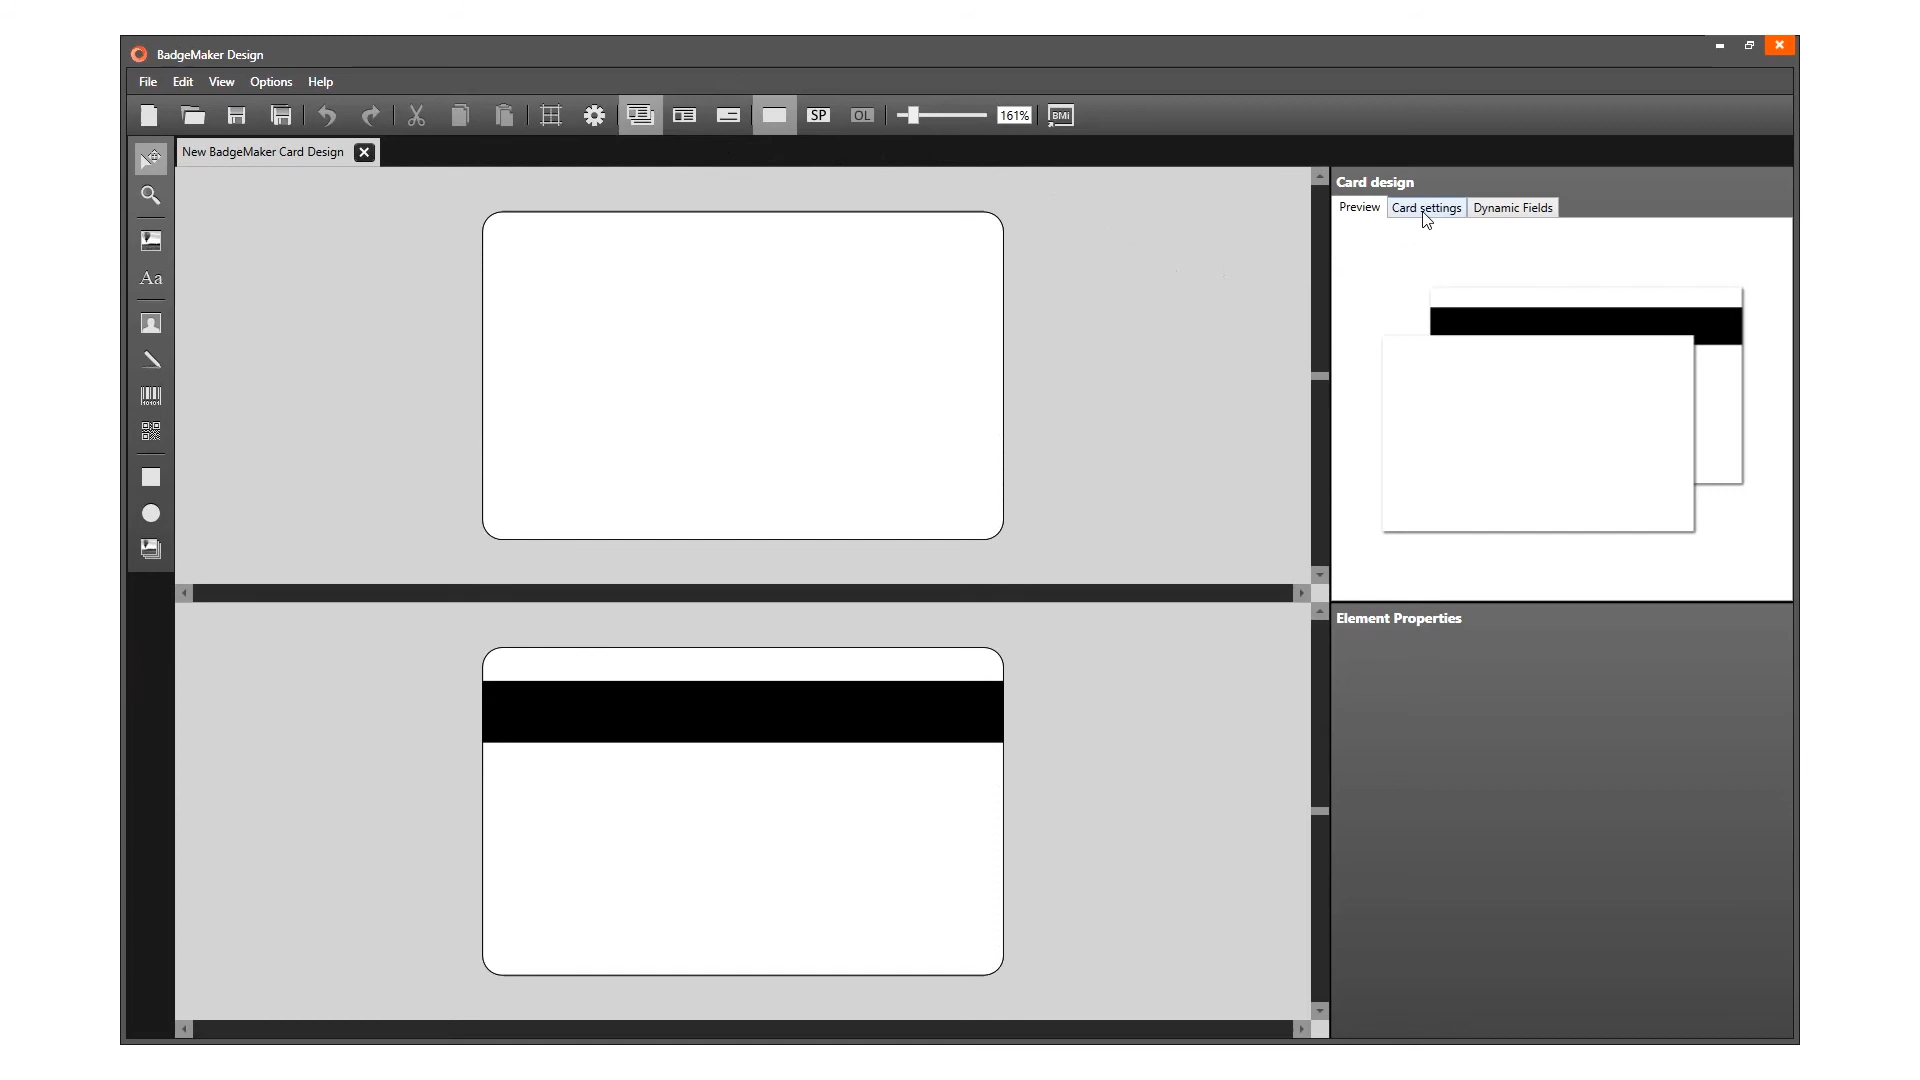 BadgeMaker Design
File Edit View Options Help
SP OL 161% BMi
New BadgeMaker Card Design
Aa
10101
Card design
Preview Card settings Dynamic Fields
Element Properties